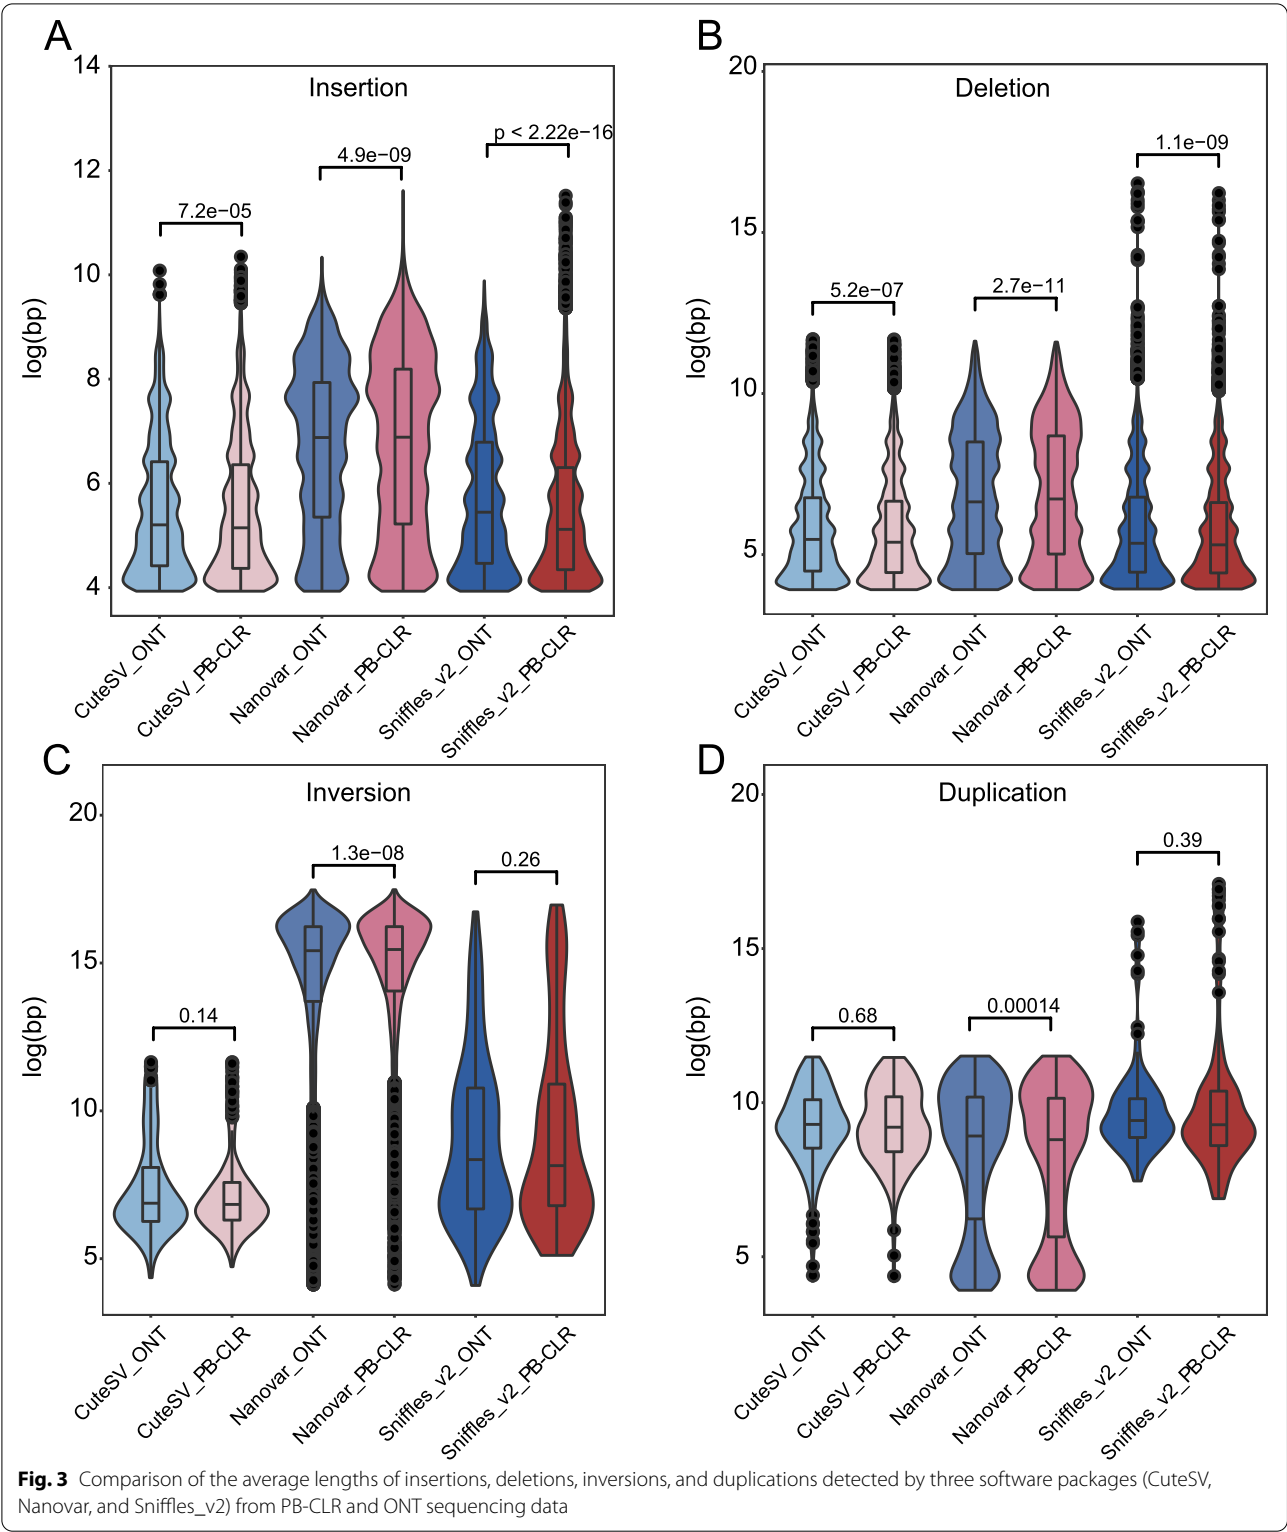 A
B
Insertion
Deletion
14
12
10
8
6
4
log(bp)
7.2e−05
4.9e−09
p < 2.22e−16
20
15
10
5
log(bp)
5.2e−07
2.7e−11
1.1e−09
CuteSV_ONT
CuteSV_PB-CLR
Nanovar_ONT
Nanovar_PB-CLR
Sniffles_v2_ONT
Sniffles_v2_PB-CLR
CuteSV_ONT
CuteSV_PB-CLR
Nanovar_ONT
Nanovar_PB-CLR
Sniffles_v2_ONT
Sniffles_v2_PB-CLR
C
D
Inversion
Duplication
20
15
10
5
log(bp)
0.14
1.3e−08
0.26
20
15
10
5
log(bp)
0.68
0.00014
0.39
CuteSV_ONT
CuteSV_PB-CLR
Nanovar_ONT
Nanovar_PB-CLR
Sniffles_v2_ONT
Sniffles_v2_PB-CLR
CuteSV_ONT
CuteSV_PB-CLR
Nanovar_ONT
Nanovar_PB-CLR
Sniffles_v2_ONT
Sniffles_v2_PB-CLR
Fig. 3 Comparison of the average lengths of insertions, deletions, inversions, and duplications detected by three software packages (CuteSV,
Nanovar, and Sniffles_v2) from PB-CLR and ONT sequencing data